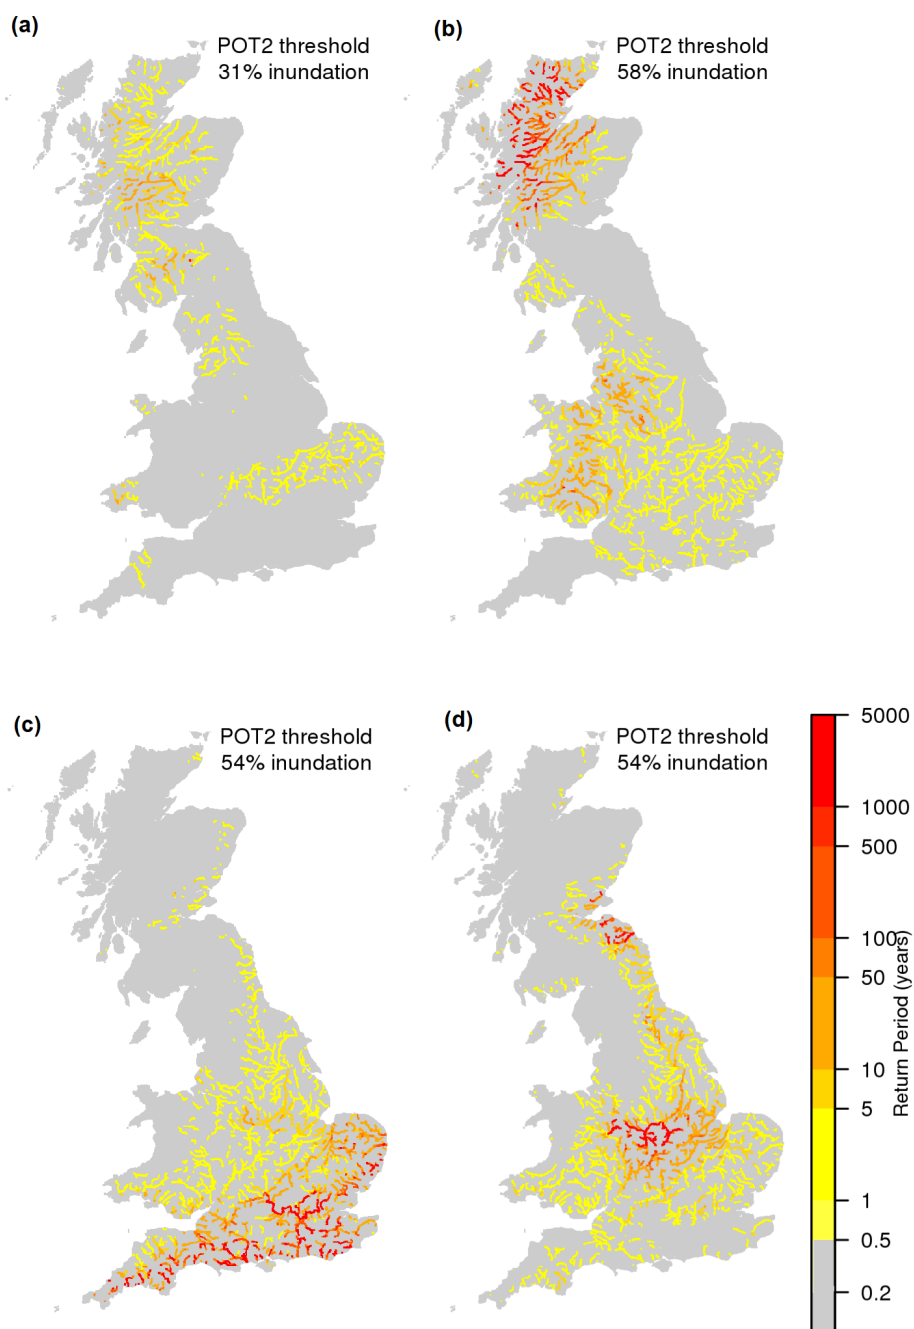 (a)
POT2 threshold
31% inundation
(b)
POT2 threshold
58% inundation
(c)
POT2 threshold
54% inundation
(d)
POT2 threshold
54% inundation
5000
1000
500
100
50
10
5
1
0.5
0.2
Return Period (years)